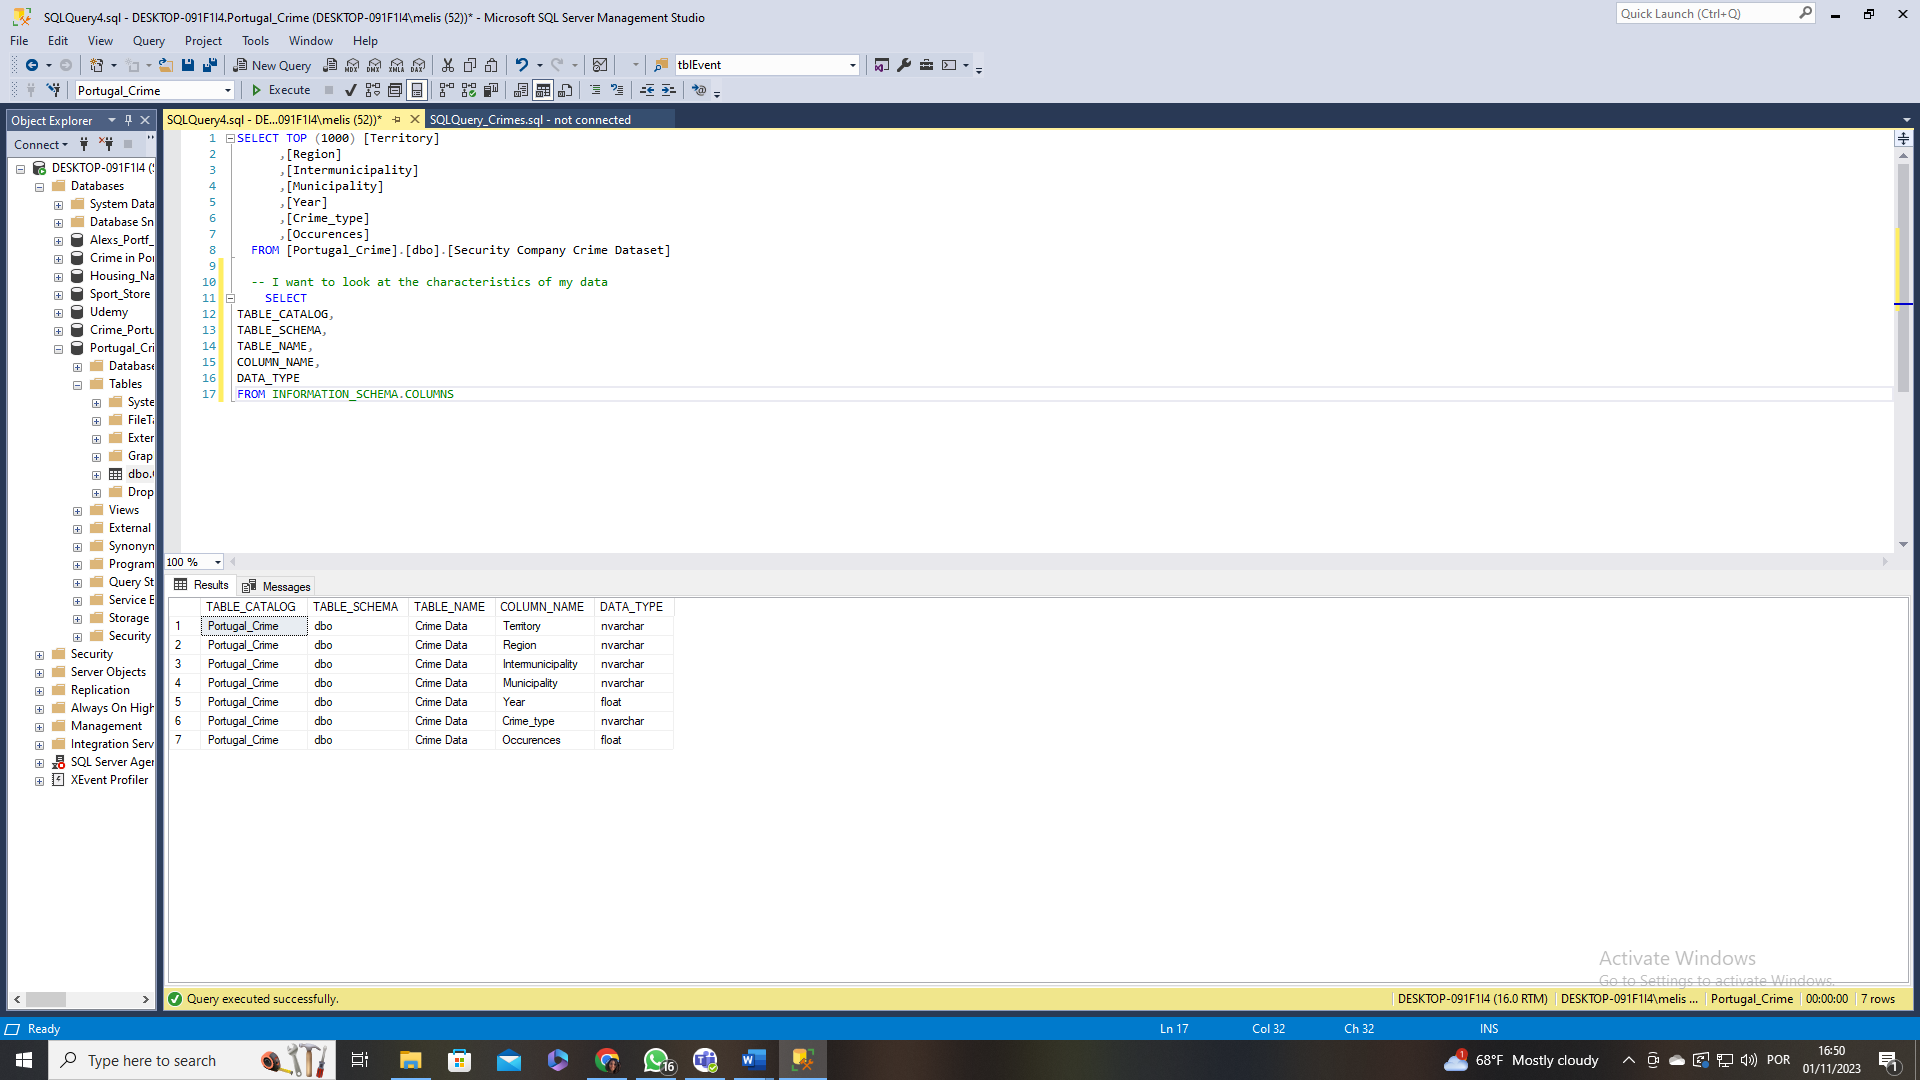 SQLQuery4.sql - DESKTOP-091F1I4.Portugal_Crime (DESKTOP-091F1I4\melis (52))* - Microsoft SQL Server Management Studio
Quick Launch (Ctrl+Q)
File Edit View Query Project Tools Window Help
New Query MDX DMX XMLA DAX tblEvent
Portugal_Crime Execute
Object Explorer
Connect
DESKTOP-091F1I4 (
Databases
System Data
Database Sn
Alexs_Portf_
Crime in Por
Housing_Na
Sport_Store
Udemy
Crime_Portu
Portugal_Cri
Database
Tables
Syste
FileTa
Exter
Grap
dbo.
Drop
Views
External
Synonym
Program
Query St
Service B
Storage
Security
Security
Server Objects
Replication
Always On High
Management
Integration Serv
SQL Server Agen
XEvent Profiler
SQLQuery4.sql - DE...091F1I4\melis (52))* SQLQuery_Crimes.sql - not connected
1 SELECT TOP (1000) [Territory]
2 ,[Region]
3 ,[Intermunicipality]
4 ,[Municipality]
5 ,[Year]
6 ,[Crime_type]
7 ,[Occurences]
8 FROM [Portugal_Crime].[dbo].[Security Company Crime Dataset]
9
10 -- I want to look at the characteristics of my data
11 SELECT
12 TABLE_CATALOG,
13 TABLE_SCHEMA,
14 TABLE_NAME,
15 COLUMN_NAME,
16 DATA_TYPE
17 FROM INFORMATION_SCHEMA.COLUMNS
100 %
Results Messages
TABLE_CATALOG TABLE_SCHEMA TABLE_NAME COLUMN_NAME DATA_TYPE
1 Portugal_Crime dbo Crime Data Territory nvarchar
2 Portugal_Crime dbo Crime Data Region nvarchar
3 Portugal_Crime dbo Crime Data Intermunicipality nvarchar
4 Portugal_Crime dbo Crime Data Municipality nvarchar
5 Portugal_Crime dbo Crime Data Year float
6 Portugal_Crime dbo Crime Data Crime_type nvarchar
7 Portugal_Crime dbo Crime Data Occurences float
Activate Windows
Go to Settings to activate Windows.
Query executed successfully. DESKTOP-091F1I4 (16.0 RTM) DESKTOP-091F1I4\melis ... Portugal_Crime 00:00:00 7 rows
Ready Ln 17 Col 32 Ch 32 INS
Type here to search 16 1 68°F Mostly cloudy POR 16:50
01/11/2023 1